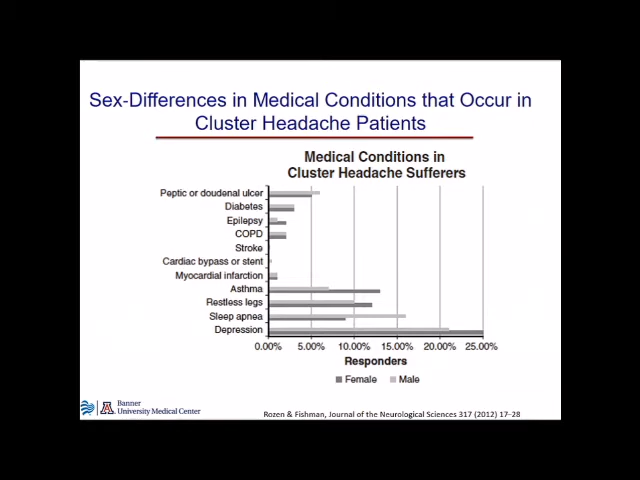 Sex-Differences in Medical Conditions that Occur in
Cluster Headache Patients
Medical Conditions in
Cluster Headache Sufferers
Peptic or doudenal ulcer
Diabetes
Epilepsy
COPD
Stroke
Cardiac bypass or stent
Myocardial infarction
Asthma
Restless legs
Sleep apnea
Depression
0.00% 5.00% 10.00% 15.00% 20.00% 25.00%
Responders
Female Male
Banner
University Medical Center
Rozen & Fishman, Journal of the Neurological Sciences 317 (2012) 17–28